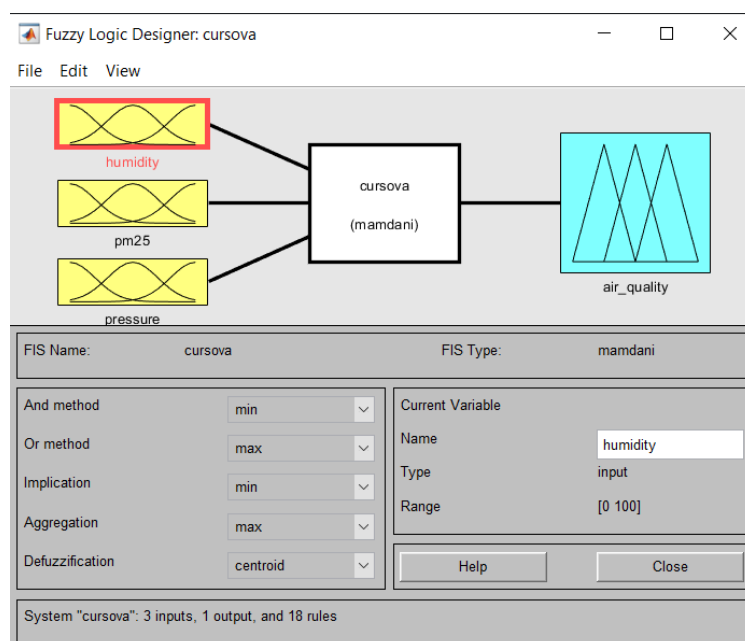 Fuzzy Logic Designer: cursova
File Edit View
humidity
pm25
pressure
cursova
(mamdani)
air_quality
FIS Name: cursova FIS Type: mamdani
And method min
Or method max
Implication min
Aggregation max
Defuzzification centroid
Current Variable
Name humidity
Type input
Range [0 100]
Help Close
System "cursova": 3 inputs, 1 output, and 18 rules